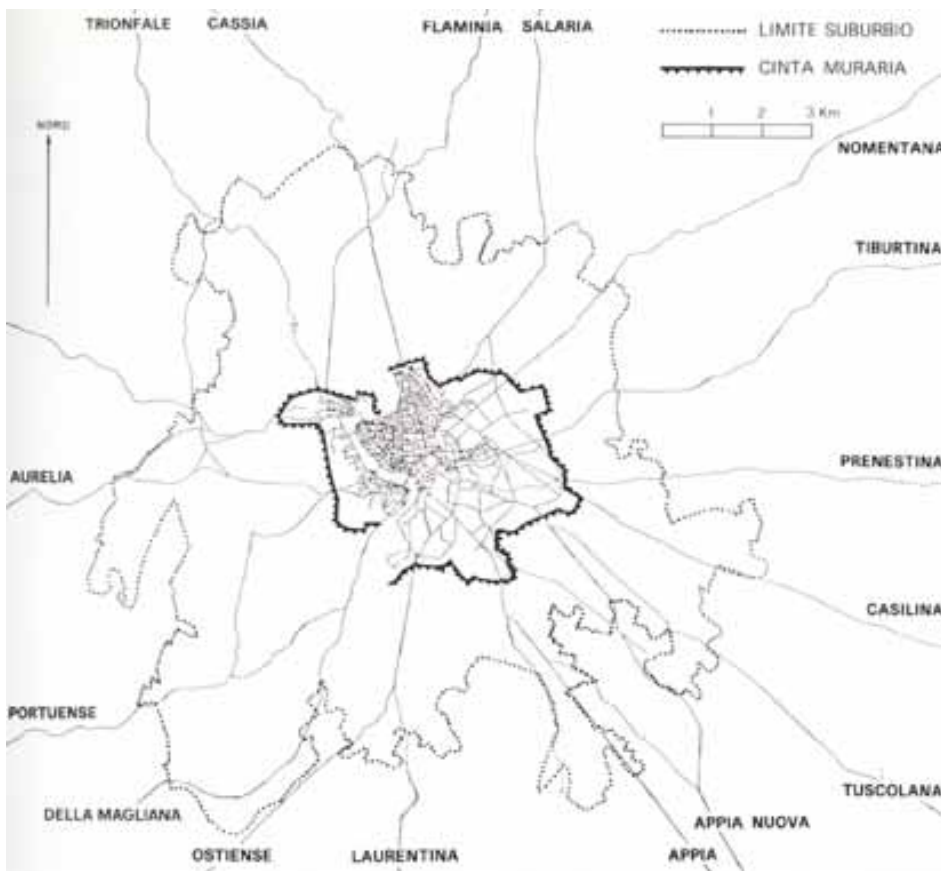 TRIONFALE
CASSIA
FLAMINIA
SALARIA
LIMITE SUBURBIO
CINTA MURARIA
1 2 3 Km
NORD
NOMENTANA
TIBURTINA
AURELIA
PRENESTINA
CASILINA
PORTUENSE
TUSCOLANA
DELLA MAGLIANA
APPIA NUOVA
OSTIENSE
LAURENTINA
APPIA